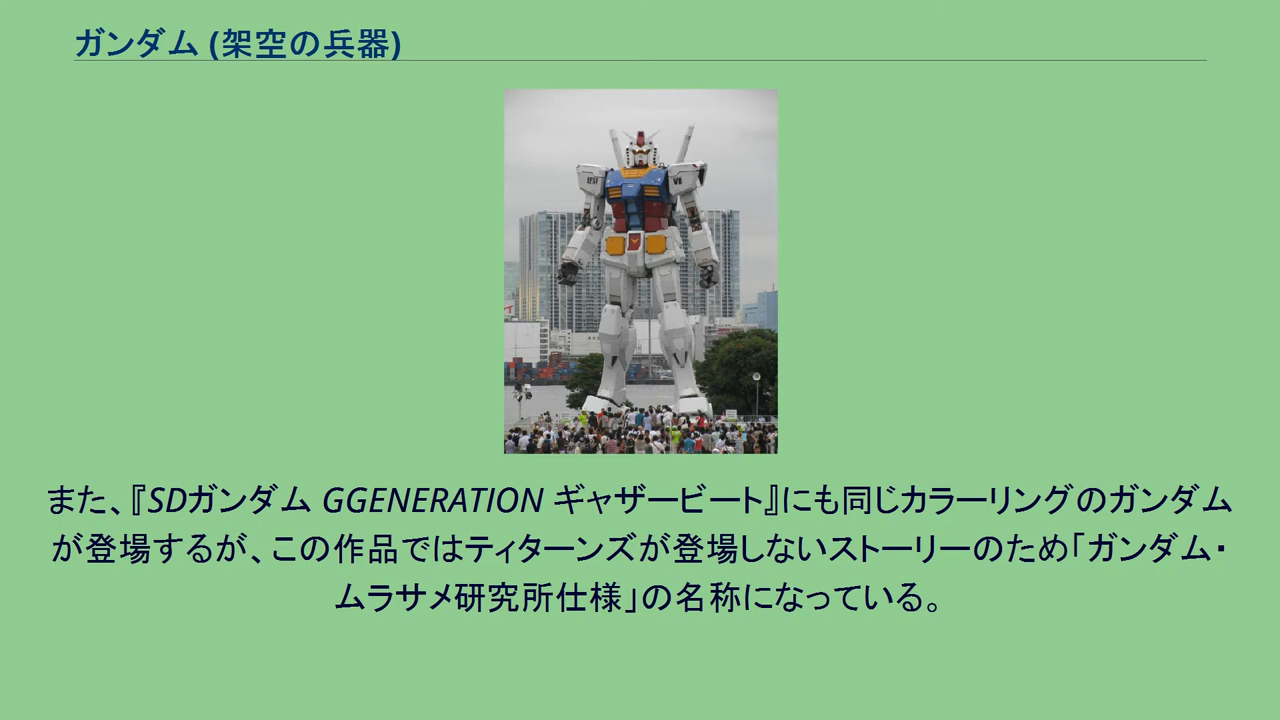 ガンダム (架空の兵器)
また、『SDガンダム GGENERATION ギャザービート』にも同じカラーリングのガンダム
が登場するが、この作品ではティターンズが登場しないストーリーのため「ガンダム・
ムラサメ研究所仕様」の名称になっている。